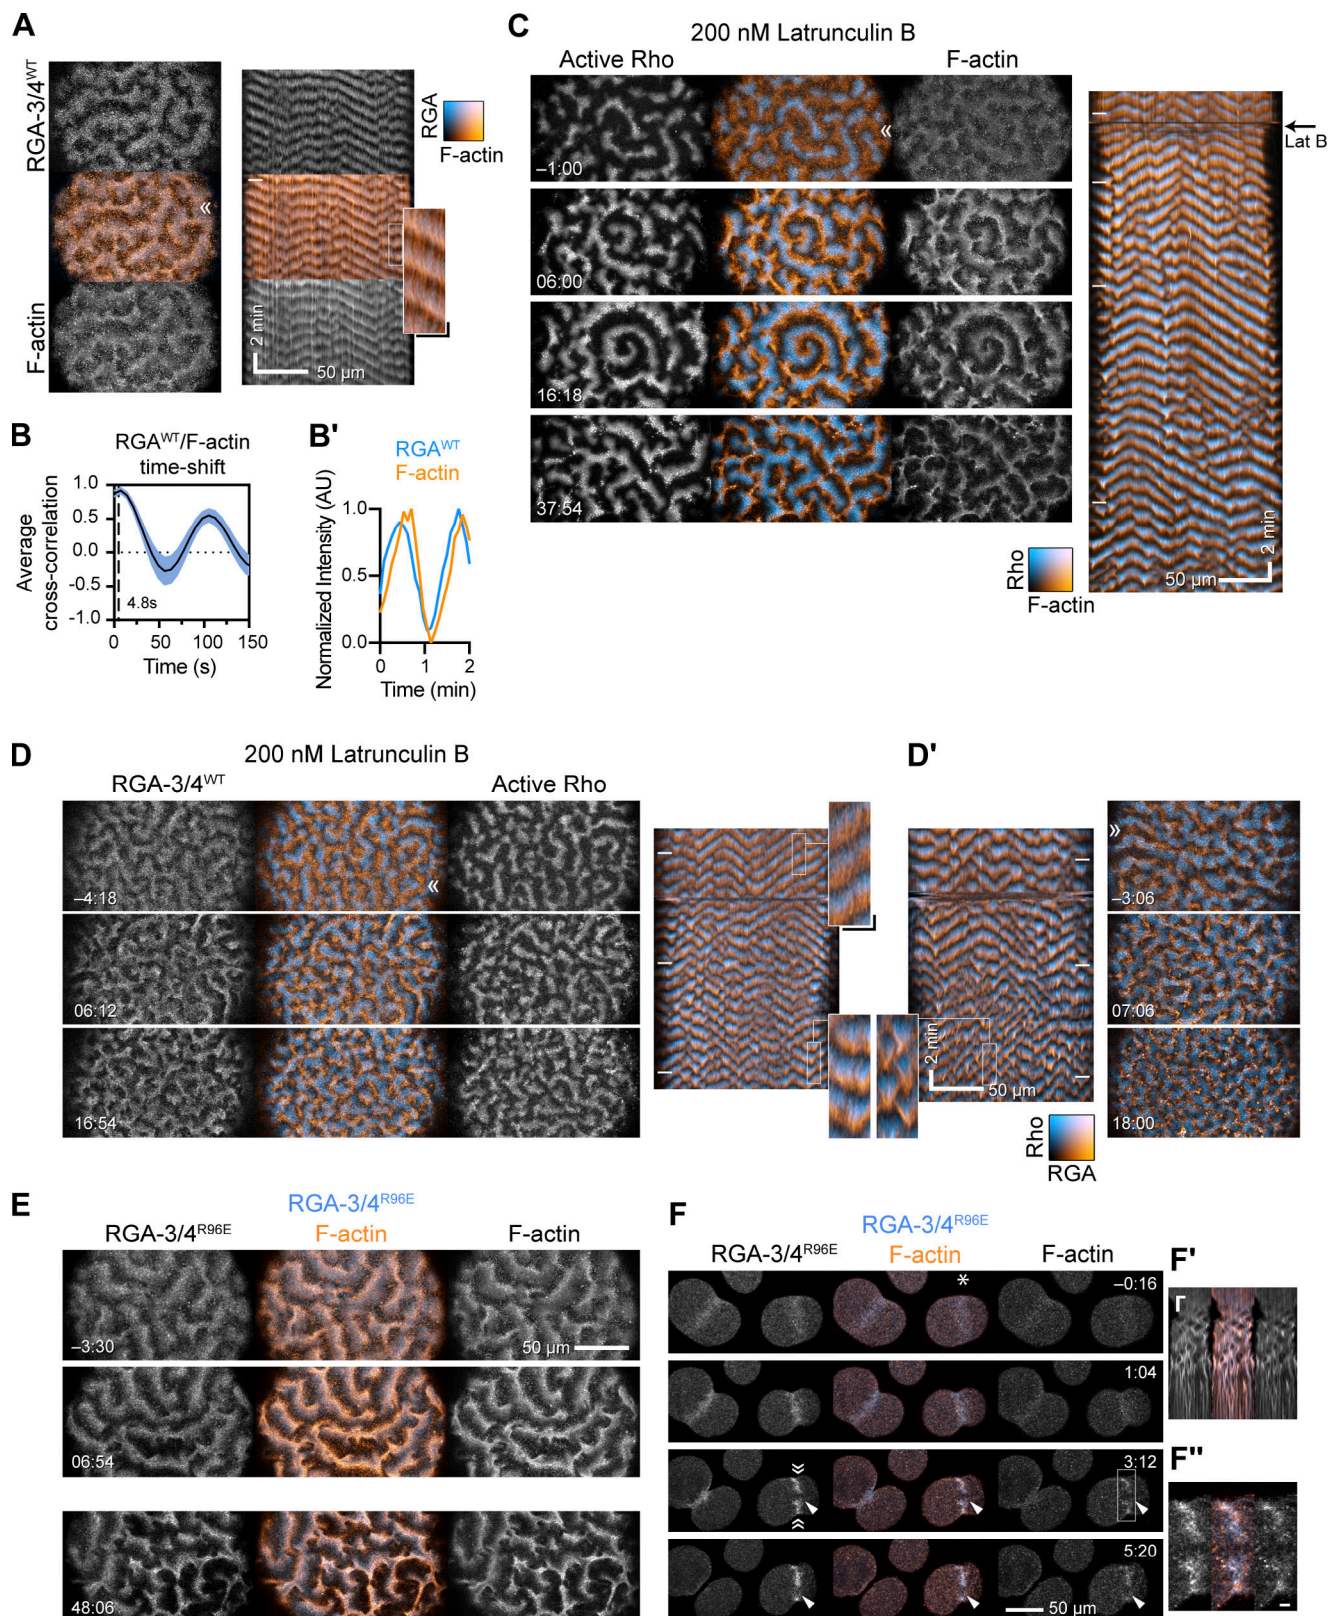 A
RGA-3/4WT
F-actin
RGA
F-actin
2 min
50 µm
B
RGAWT/F-actin
time-shift
Average
cross-correlation
1.0
0.5
0.0
-0.5
-1.0
4.8s
0
50
100
150
Time (s)
B'
RGAWT
F-actin
Normalized Intensity (AU)
1.0
0.5
0.0
0
1
2
Time (min)
C
200 nM Latrunculin B
Active Rho
F-actin
«
–1:00
06:00
16:18
37:54
Lat B
Rho
F-actin
50 µm
2 min
D
200 nM Latrunculin B
RGA-3/4WT
Active Rho
«
–4:18
06:12
16:54
D'
2 min
50 µm
Rho
RGA
»
–3:06
07:06
18:00
E
RGA-3/4R96E
RGA-3/4R96E
F-actin
F-actin
–3:30
50 µm
06:54
48:06
F
RGA-3/4R96E
RGA-3/4R96E
F-actin
F-actin
*
–0:16
1:04
3:12
5:20
50 µm
F'
F''